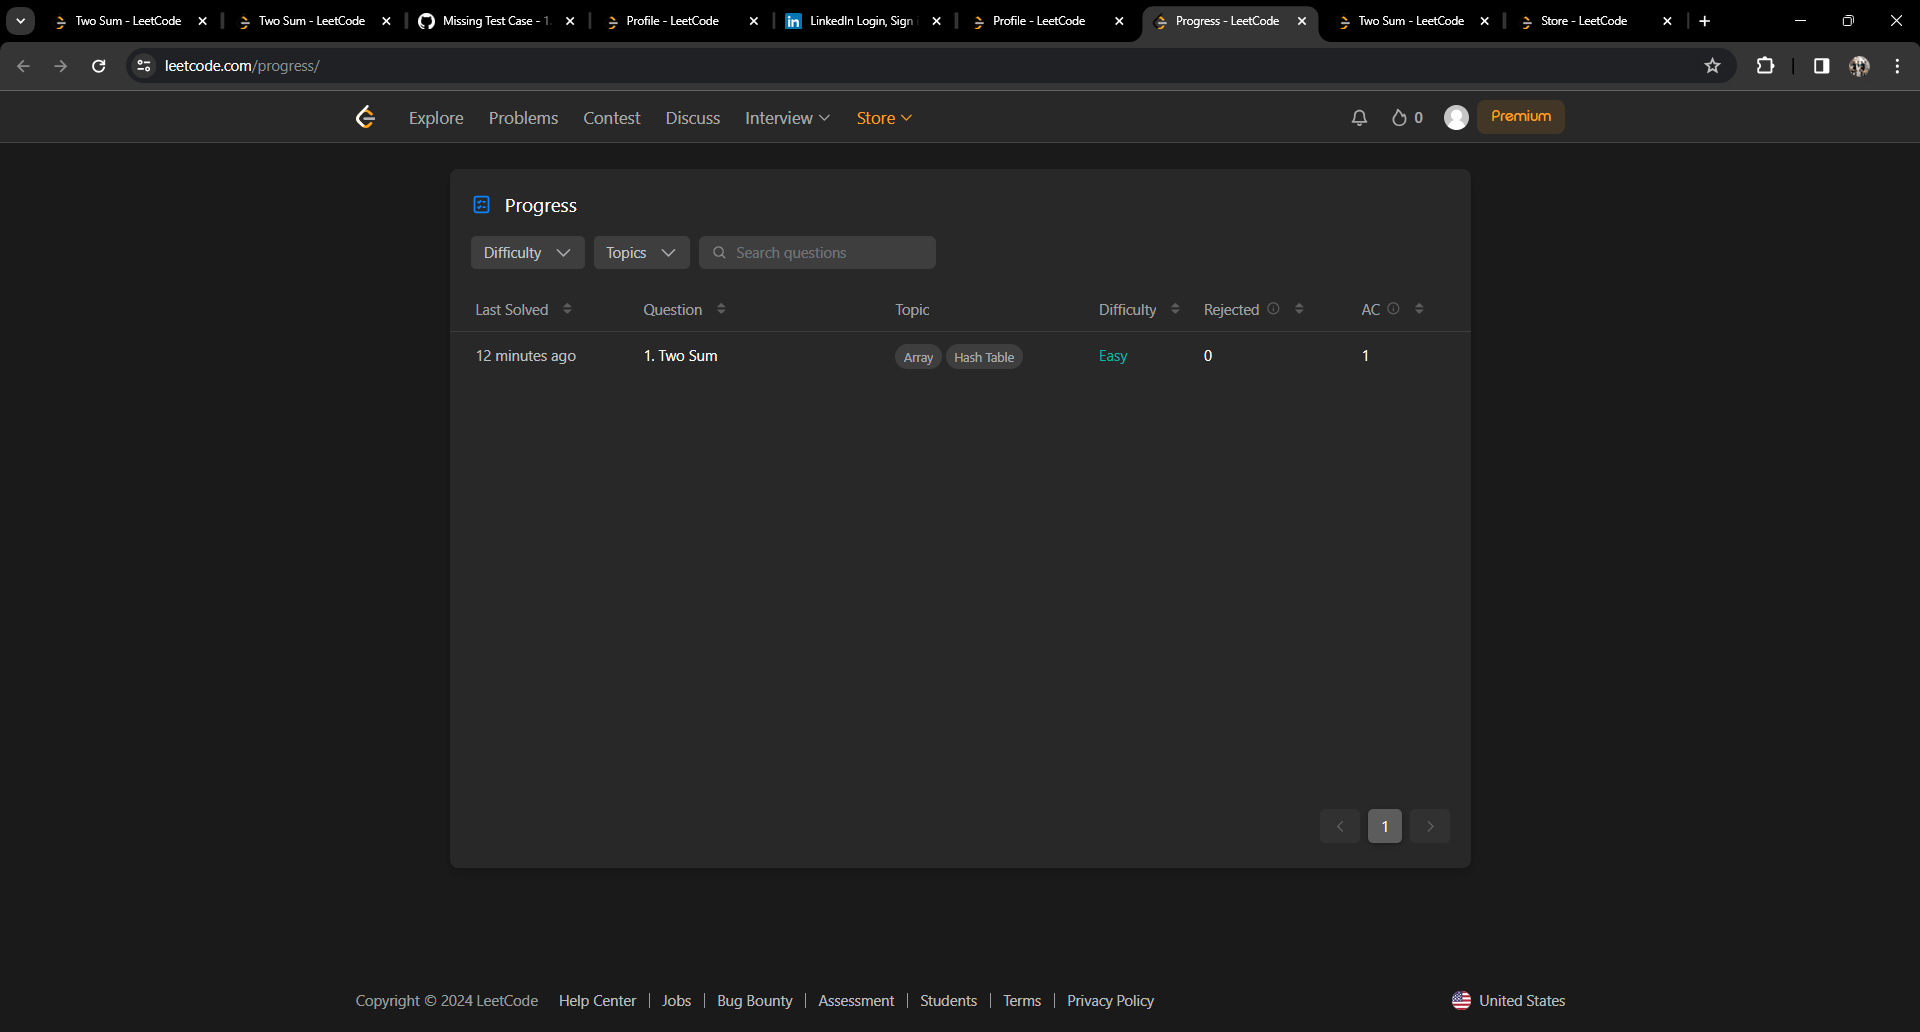 Two Sum - LeetCode
Two Sum - LeetCode
Missing Test Case - 1.
Profile - LeetCode
LinkedIn Login, Sign
Profile - LeetCode
Progress - LeetCode
Two Sum - LeetCode
Store - LeetCode
leetcode.com/progress/
Explore Problems Contest Discuss Interview Store 0 Premium
Progress
Difficulty Topics Search questions
Last Solved Question Topic Difficulty Rejected AC
12 minutes ago 1. Two Sum Array Hash Table Easy 0 1
1
Copyright © 2024 LeetCode Help Center | Jobs | Bug Bounty | Assessment | Students | Terms | Privacy Policy United States